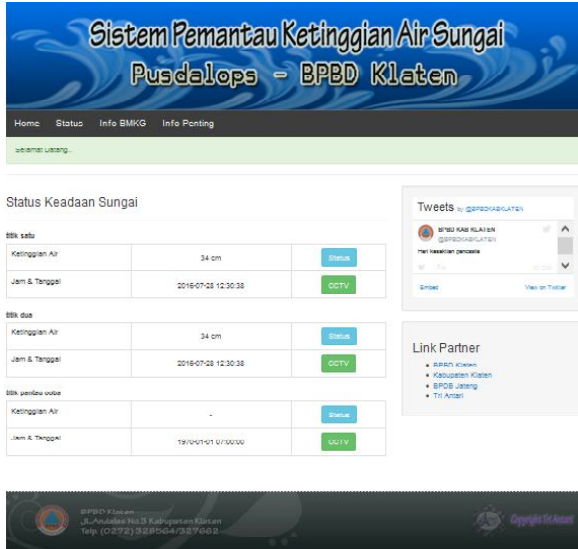 Sistem Pemantau Ketinggian Air Sungai
Pusdalops - BPBD Klaten
Home Status Info BMKG Info Penting
Selamat Datang..
Status Keadaan Sungai
titik satu
Ketinggian Air 34 cm Status
Jam & Tanggal 2016-07-28 12:30:38 CCTV
titik dua
Ketinggian Air 34 cm Status
Jam & Tanggal 2016-07-28 12:30:38 CCTV
titik pantau coba
Ketinggian Air - Status
Jam & Tanggal 1970-01-01 07:00:00 CCTV
Tweets by @BPBDKABKLATEN
BPBD KAB KLATEN
@BPBDKABKLATEN
Hari kesaktian pancasila
Embed View on Twitter
Link Partner
BPBD Klaten
Kabupaten Klaten
BPDB Jateng
Tri Antari
BPBD Klaten
No.3 Kabupaten Klaten
Telp. (0272) 328564/327662
Copyright Tri Antari